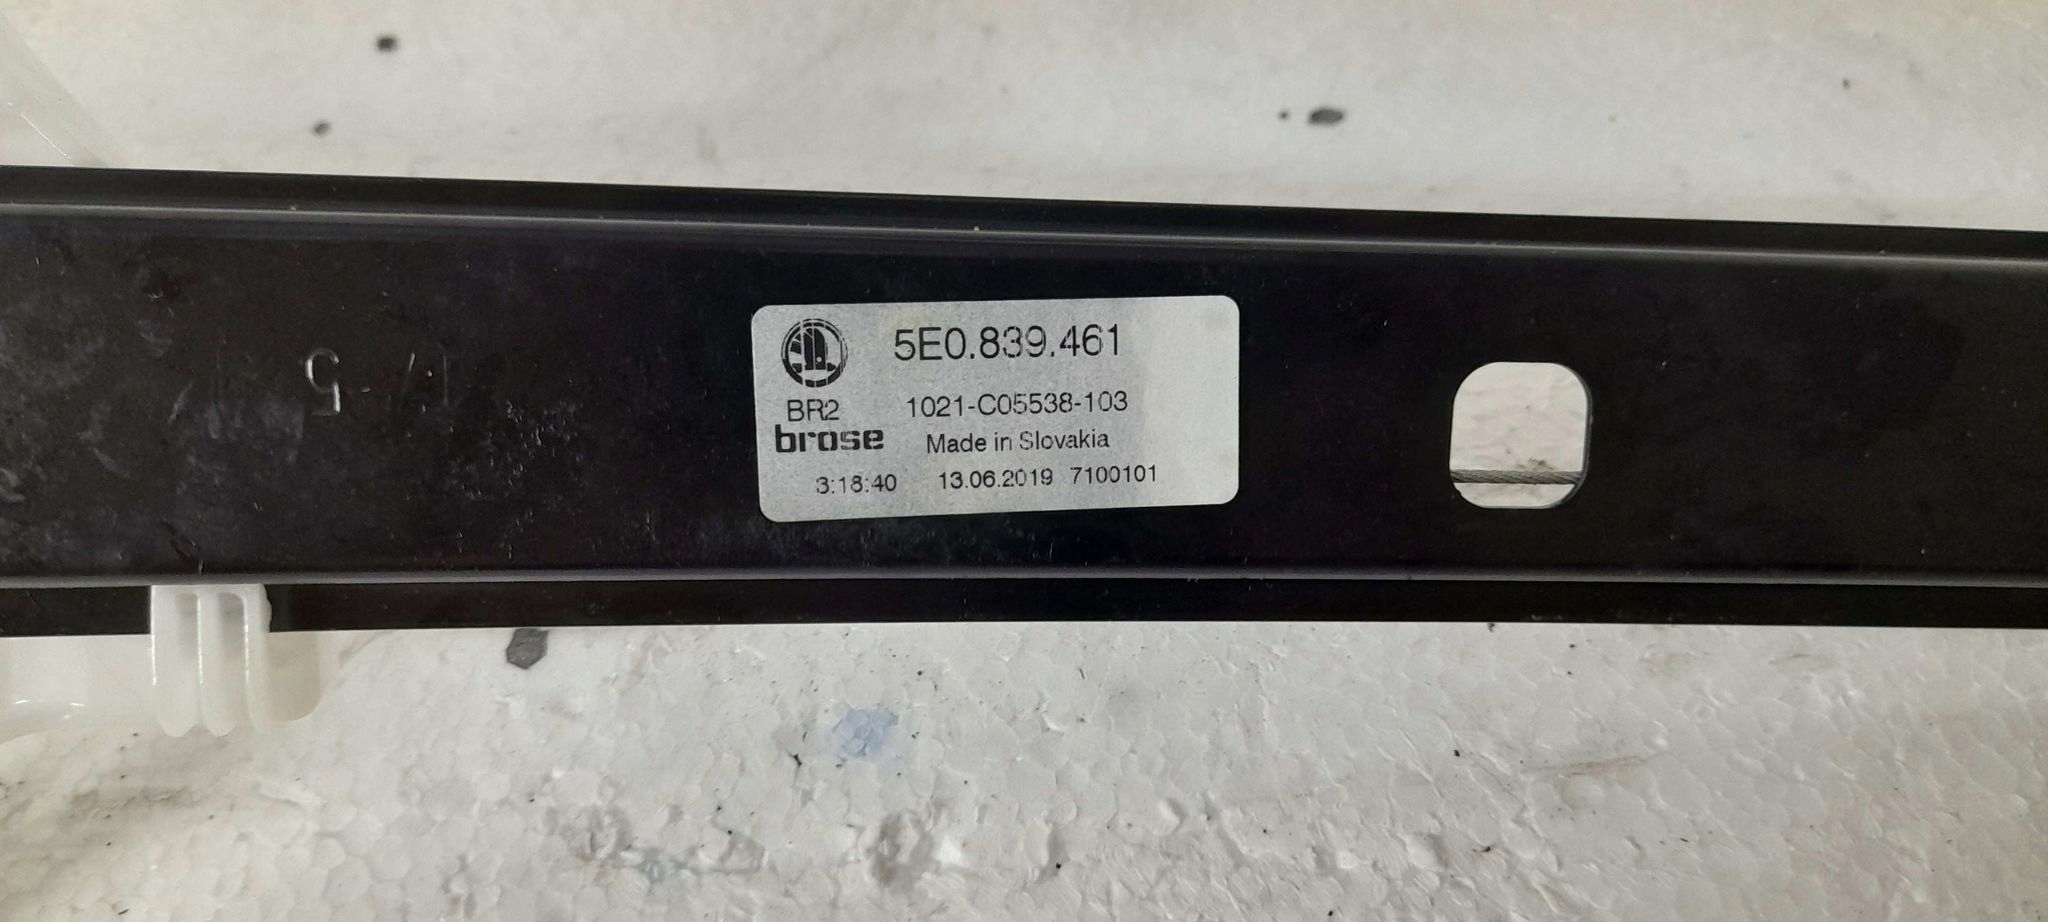 5E0.839.461
BR2 1021-C05538-103
brose Made in Slovakia
3:18:40 13.06.2019 7100101